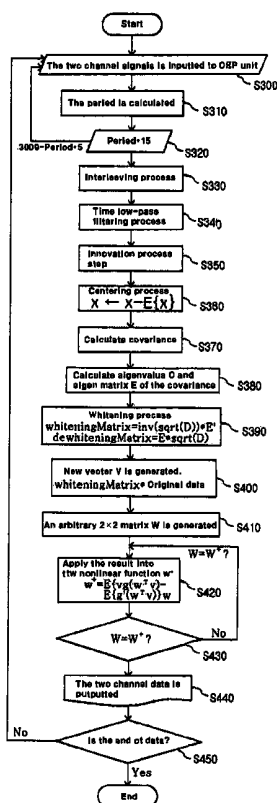 Start
The two channel signals is inputted to OBP unit
S300
The period is calculated
S310
.3009-Period*5
Period*15
S320
Interleeving process
S330
Time low-pass
filtering process
S340
Innovation process
step
S350
Centering process
X ← X-E{X}
S360
Calculate covariance
S370
Calculate eigenvalue D and
eigen matrix E of the covariance
S380
Whitening process
whiteningMatrix=inv(sqrt(D))*E'
dewhiteningMatrix=E*sqrt(D)
S390
New vecter V is generated.
whiteningMatrix* Original data
S400
An arbitrary 2×2 matrix W is generated
S410
W=W⁺?
Apply the result into
the nonlinear function w⁺
w⁺=E{vg(wᵀv)-
E{g'(wᵀv)}w
S420
W=W⁺?
No
S430
The two channel data is
outputted
S440
No
Is the end of data?
S450
Yes
End